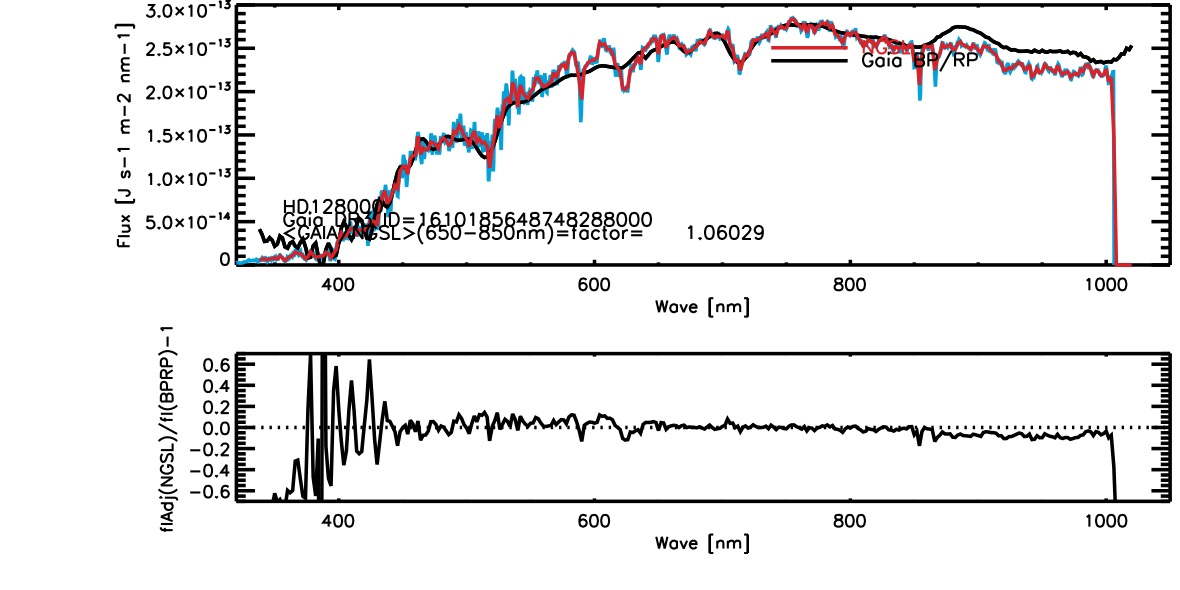 3.0×10−13
2.5×10−13
2.0×10−13
1.5×10−13
1.0×10−13
5.0×10−14
0
Flux [J s−1 m−2 nm−1]
NGSL
Gaia BP/RP
HD128000
Gaia DR3 ID=1610185648748288000
<GAIA/NGSL>(650−850nm)=factor= 1.06029
400 600 800 1000
Wave [nm]
flAdj(NGSL)/fl(BPRP)−1
0.6
0.4
0.2
0.0
−0.2
−0.4
−0.6
400 600 800 1000
Wave [nm]